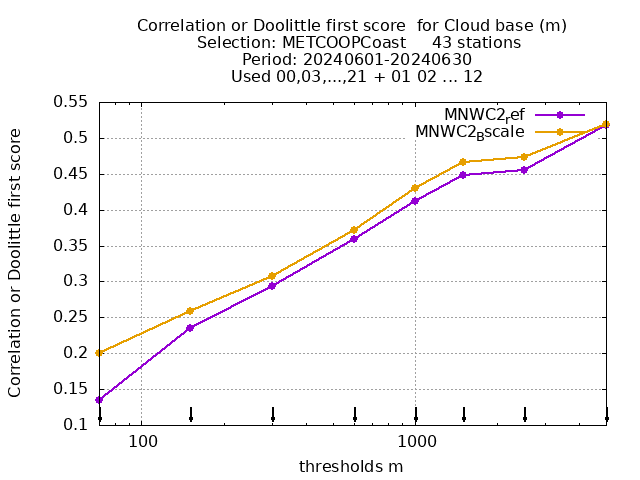 Correlation or Doolittle first score  for Cloud base (m)
Selection: METCOOPCoast     43 stations
Period: 20240601-20240630
Used 00,03,...,21 + 01 02 ... 12
MNWC2_ref
MNWC2_Bscale
Correlation or Doolittle first score
0.55
0.5
0.45
0.4
0.35
0.3
0.25
0.2
0.15
0.1
100 1000
thresholds m